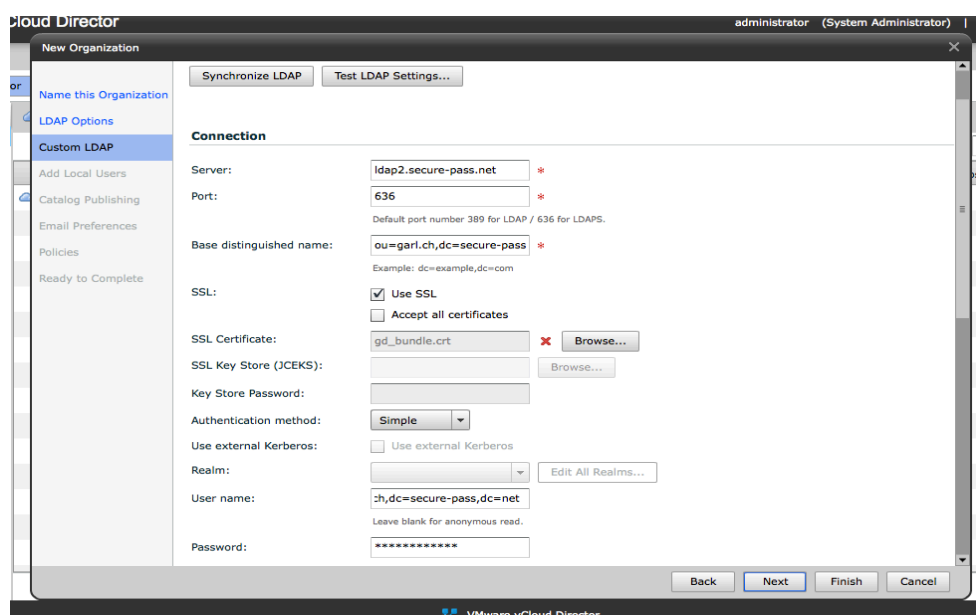 Cloud Director
administrator (System Administrator) |
New Organization
Synchronize LDAP Test LDAP Settings...
or
Name this Organization
LDAP Options
Custom LDAP
Add Local Users
Catalog Publishing
Email Preferences
Policies
Ready to Complete
Connection
Server: ldap2.secure-pass.net *
Port: 636 *
Default port number 389 for LDAP / 636 for LDAPS.
Base distinguished name: ou=garl.ch,dc=secure-pass *
Example: dc=example,dc=com
SSL: Use SSL
Accept all certificates
SSL Certificate: gd_bundle.crt Browse...
SSL Key Store (JCEKS): Browse...
Key Store Password:
Authentication method: Simple
Use external Kerberos: Use external Kerberos
Realm: Edit All Realms...
User name: :h,dc=secure-pass,dc=net
Leave blank for anonymous read.
Password: ************
Back Next Finish Cancel
VMware vCloud Director